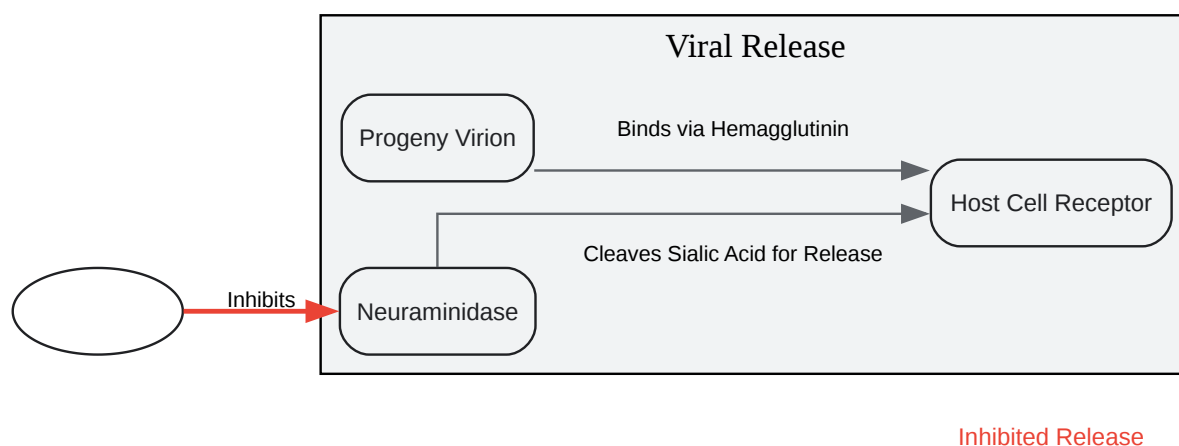 Viral Release
Progeny Virion
Binds via Hemagglutinin
Host Cell Receptor
Cleaves Sialic Acid for Release
Inhibits
Neuraminidase
Inhibited Release